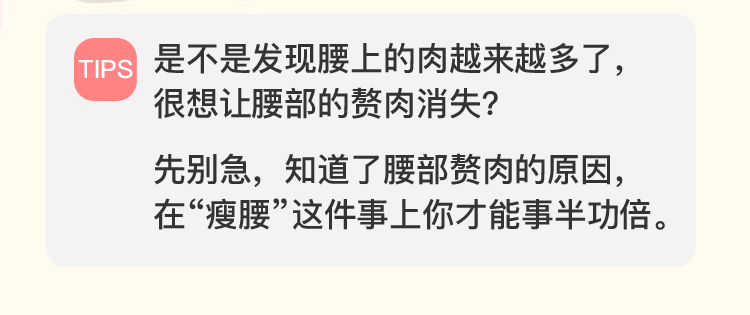 TIPS
是不是发现腰上的肉越来越多了，
很想让腰部的赘肉消失？
先别急，知道了腰部赘肉的原因，
在“瘦腰”这件事上你才能事半功倍。